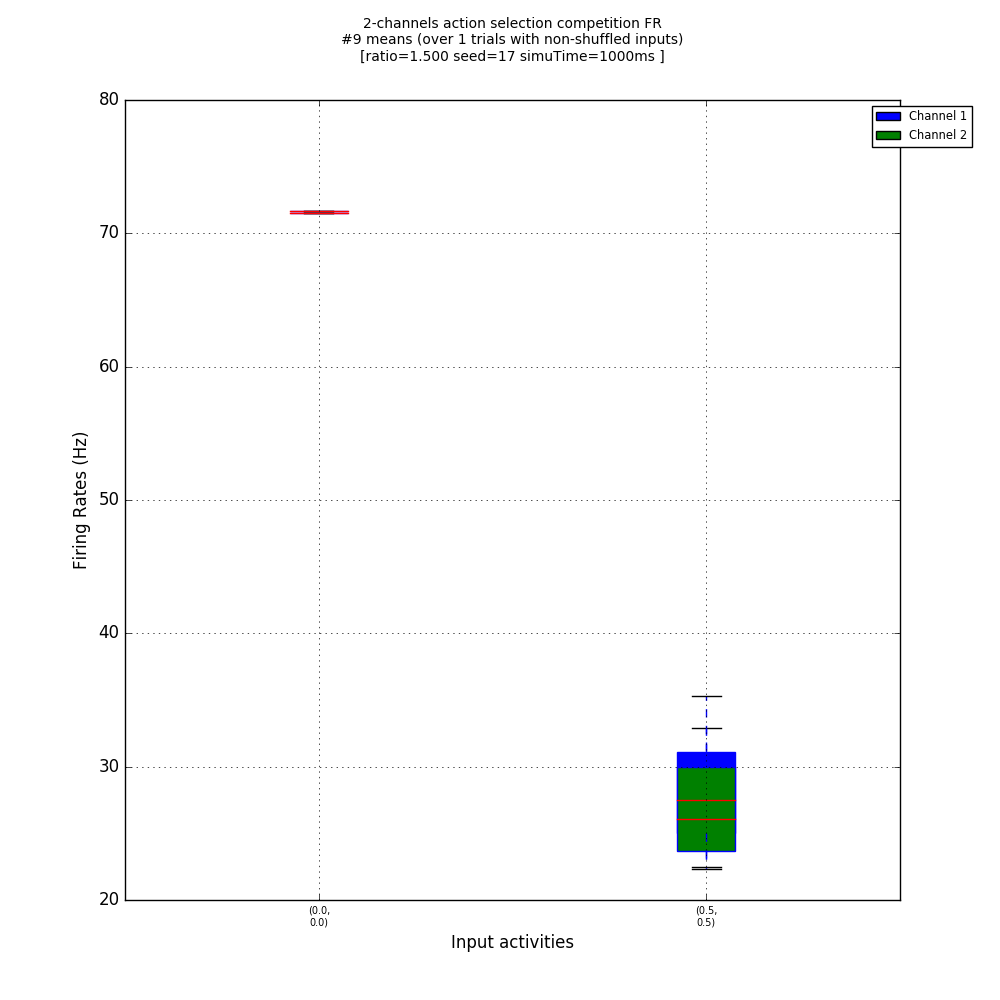 2-channels action selection competition FR
#9 means (over 1 trials with non-shuffled inputs)
[ratio=1.500 seed=17 simuTime=1000ms ]
80
70
60
50
40
30
20
Firing Rates (Hz)
Channel 1
Channel 2
(0.0,
0.0)
(0.5,
0.5)
Input activities